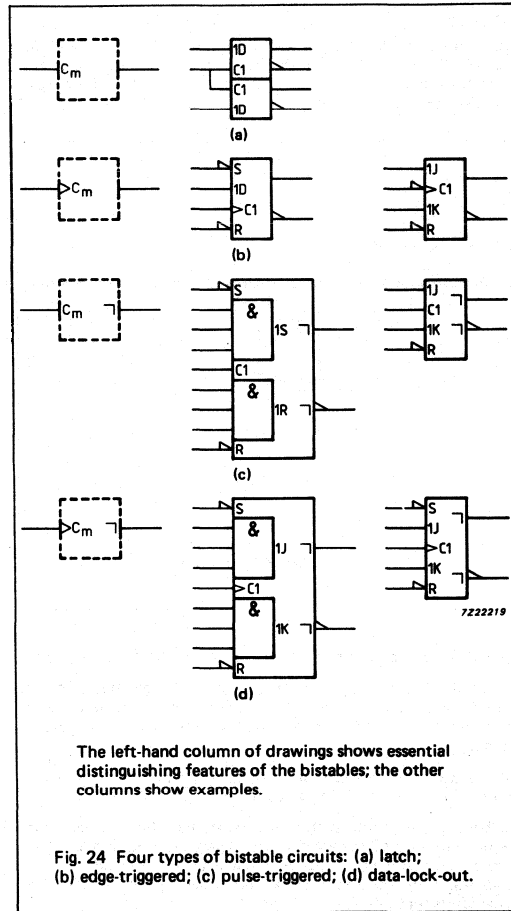 Cm
1D
C1
C1
1D
(a)
Cm
S
1D
C1
R
1J
C1
1K
R
(b)
Cm ¬
S
&
1S ¬
C1
&
1R ¬
R
1J ¬
C1
1K ¬
R
(c)
Cm ¬
S
&
1J ¬
C1
&
1K ¬
R
S ¬
1J
C1
1K ¬
R
7Z22219
(d)
The left-hand column of drawings shows essential
distinguishing features of the bistables; the other
columns show examples.
Fig. 24 Four types of bistable circuits: (a) latch;
(b) edge-triggered; (c) pulse-triggered; (d) data-lock-out.